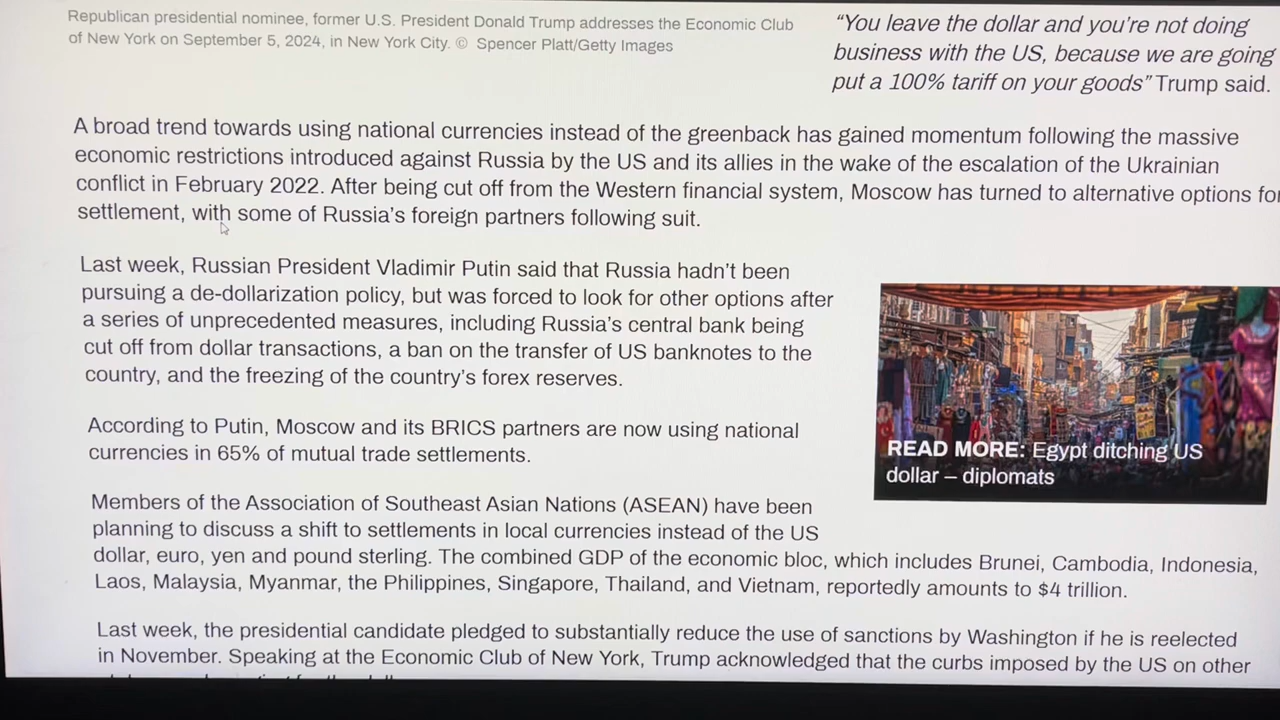 Republican presidential nominee, former U.S. President Donald Trump addresses the Economic Club
of New York on September 5, 2024, in New York City. © Spencer Platt/Getty Images
“You leave the dollar and you’re not doing
business with the US, because we are going
put a 100% tariff on your goods” Trump said.
A broad trend towards using national currencies instead of the greenback has gained momentum following the massive
economic restrictions introduced against Russia by the US and its allies in the wake of the escalation of the Ukrainian
conflict in February 2022. After being cut off from the Western financial system, Moscow has turned to alternative options for
settlement, with some of Russia’s foreign partners following suit.
Last week, Russian President Vladimir Putin said that Russia hadn’t been
pursuing a de-dollarization policy, but was forced to look for other options after
a series of unprecedented measures, including Russia’s central bank being
cut off from dollar transactions, a ban on the transfer of US banknotes to the
country, and the freezing of the country’s forex reserves.
According to Putin, Moscow and its BRICS partners are now using national
currencies in 65% of mutual trade settlements.
READ MORE: Egypt ditching US
dollar – diplomats
Members of the Association of Southeast Asian Nations (ASEAN) have been
planning to discuss a shift to settlements in local currencies instead of the US
dollar, euro, yen and pound sterling. The combined GDP of the economic bloc, which includes Brunei, Cambodia, Indonesia,
Laos, Malaysia, Myanmar, the Philippines, Singapore, Thailand, and Vietnam, reportedly amounts to $4 trillion.
Last week, the presidential candidate pledged to substantially reduce the use of sanctions by Washington if he is reelected
in November. Speaking at the Economic Club of New York, Trump acknowledged that the curbs imposed by the US on other